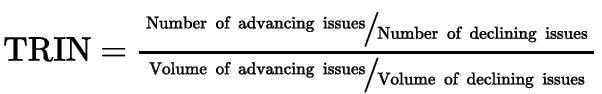 TRIN = Number of advancing issues / Number of declining issues
Volume of advancing issues / Volume of declining issues